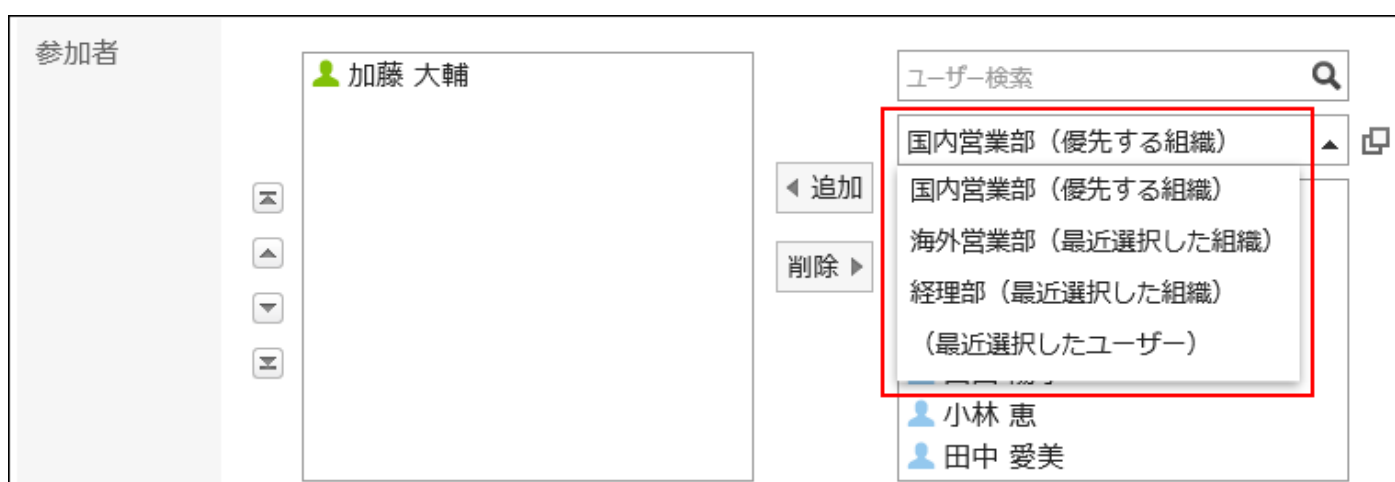 参加者
加藤 大輔
追加
削除
ユーザー検索
国内営業部（優先する組織）
国内営業部（優先する組織）
海外営業部（最近選択した組織）
経理部（最近選択した組織）
（最近選択したユーザー）
小林 恵
田中 愛美